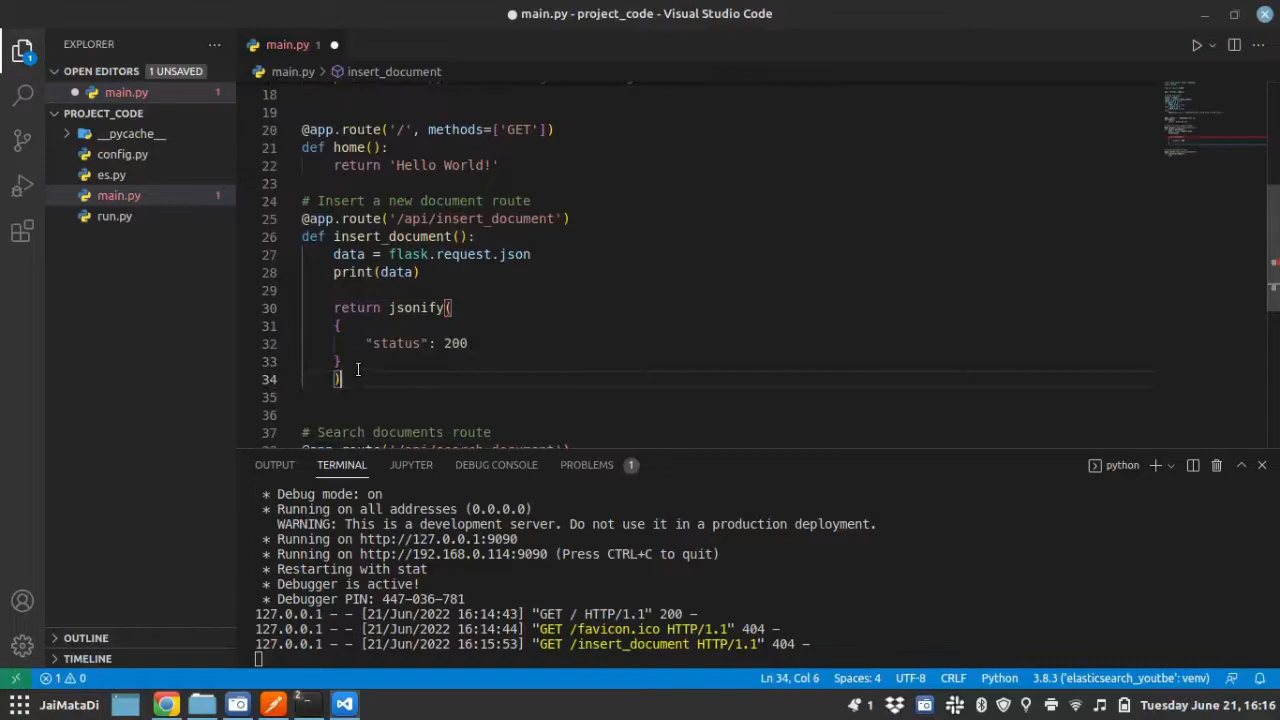 main.py - project_code - Visual Studio Code
EXPLORER
OPEN EDITORS 1 UNSAVED
main.py 1
PROJECT_CODE
__pycache__
config.py
es.py
main.py 1
run.py
OUTLINE
TIMELINE
main.py 1
main.py > insert_document
18
19
20 @app.route('/', methods=['GET'])
21 def home():
22 return 'Hello World!'
23
24 # Insert a new document route
25 @app.route('/api/insert_document')
26 def insert_document():
27 data = flask.request.json
28 print(data)
29
30 return jsonify(
31 {
32 "status": 200
33 }
34 )
35
36
37 # Search documents route
@app.route('/api/search_document')
OUTPUT TERMINAL JUPYTER DEBUG CONSOLE PROBLEMS 1 python
* Debug mode: on
* Running on all addresses (0.0.0.0)
WARNING: This is a development server. Do not use it in a production deployment.
* Running on http://127.0.0.1:9090
* Running on http://192.168.0.114:9090 (Press CTRL+C to quit)
* Restarting with stat
* Debugger is active!
* Debugger PIN: 447-036-781
127.0.0.1 - - [21/Jun/2022 16:14:43] "GET / HTTP/1.1" 200 -
127.0.0.1 - - [21/Jun/2022 16:14:44] "GET /favicon.ico HTTP/1.1" 404 -
127.0.0.1 - - [21/Jun/2022 16:15:53] "GET /insert_document HTTP/1.1" 404 -
1 0 Ln 34, Col 6 Spaces: 4 UTF-8 CRLF Python 3.8.3 ('elasticsearch_youtbe': venv)
JaiMataDi 2 1 Tuesday June 21, 16:16